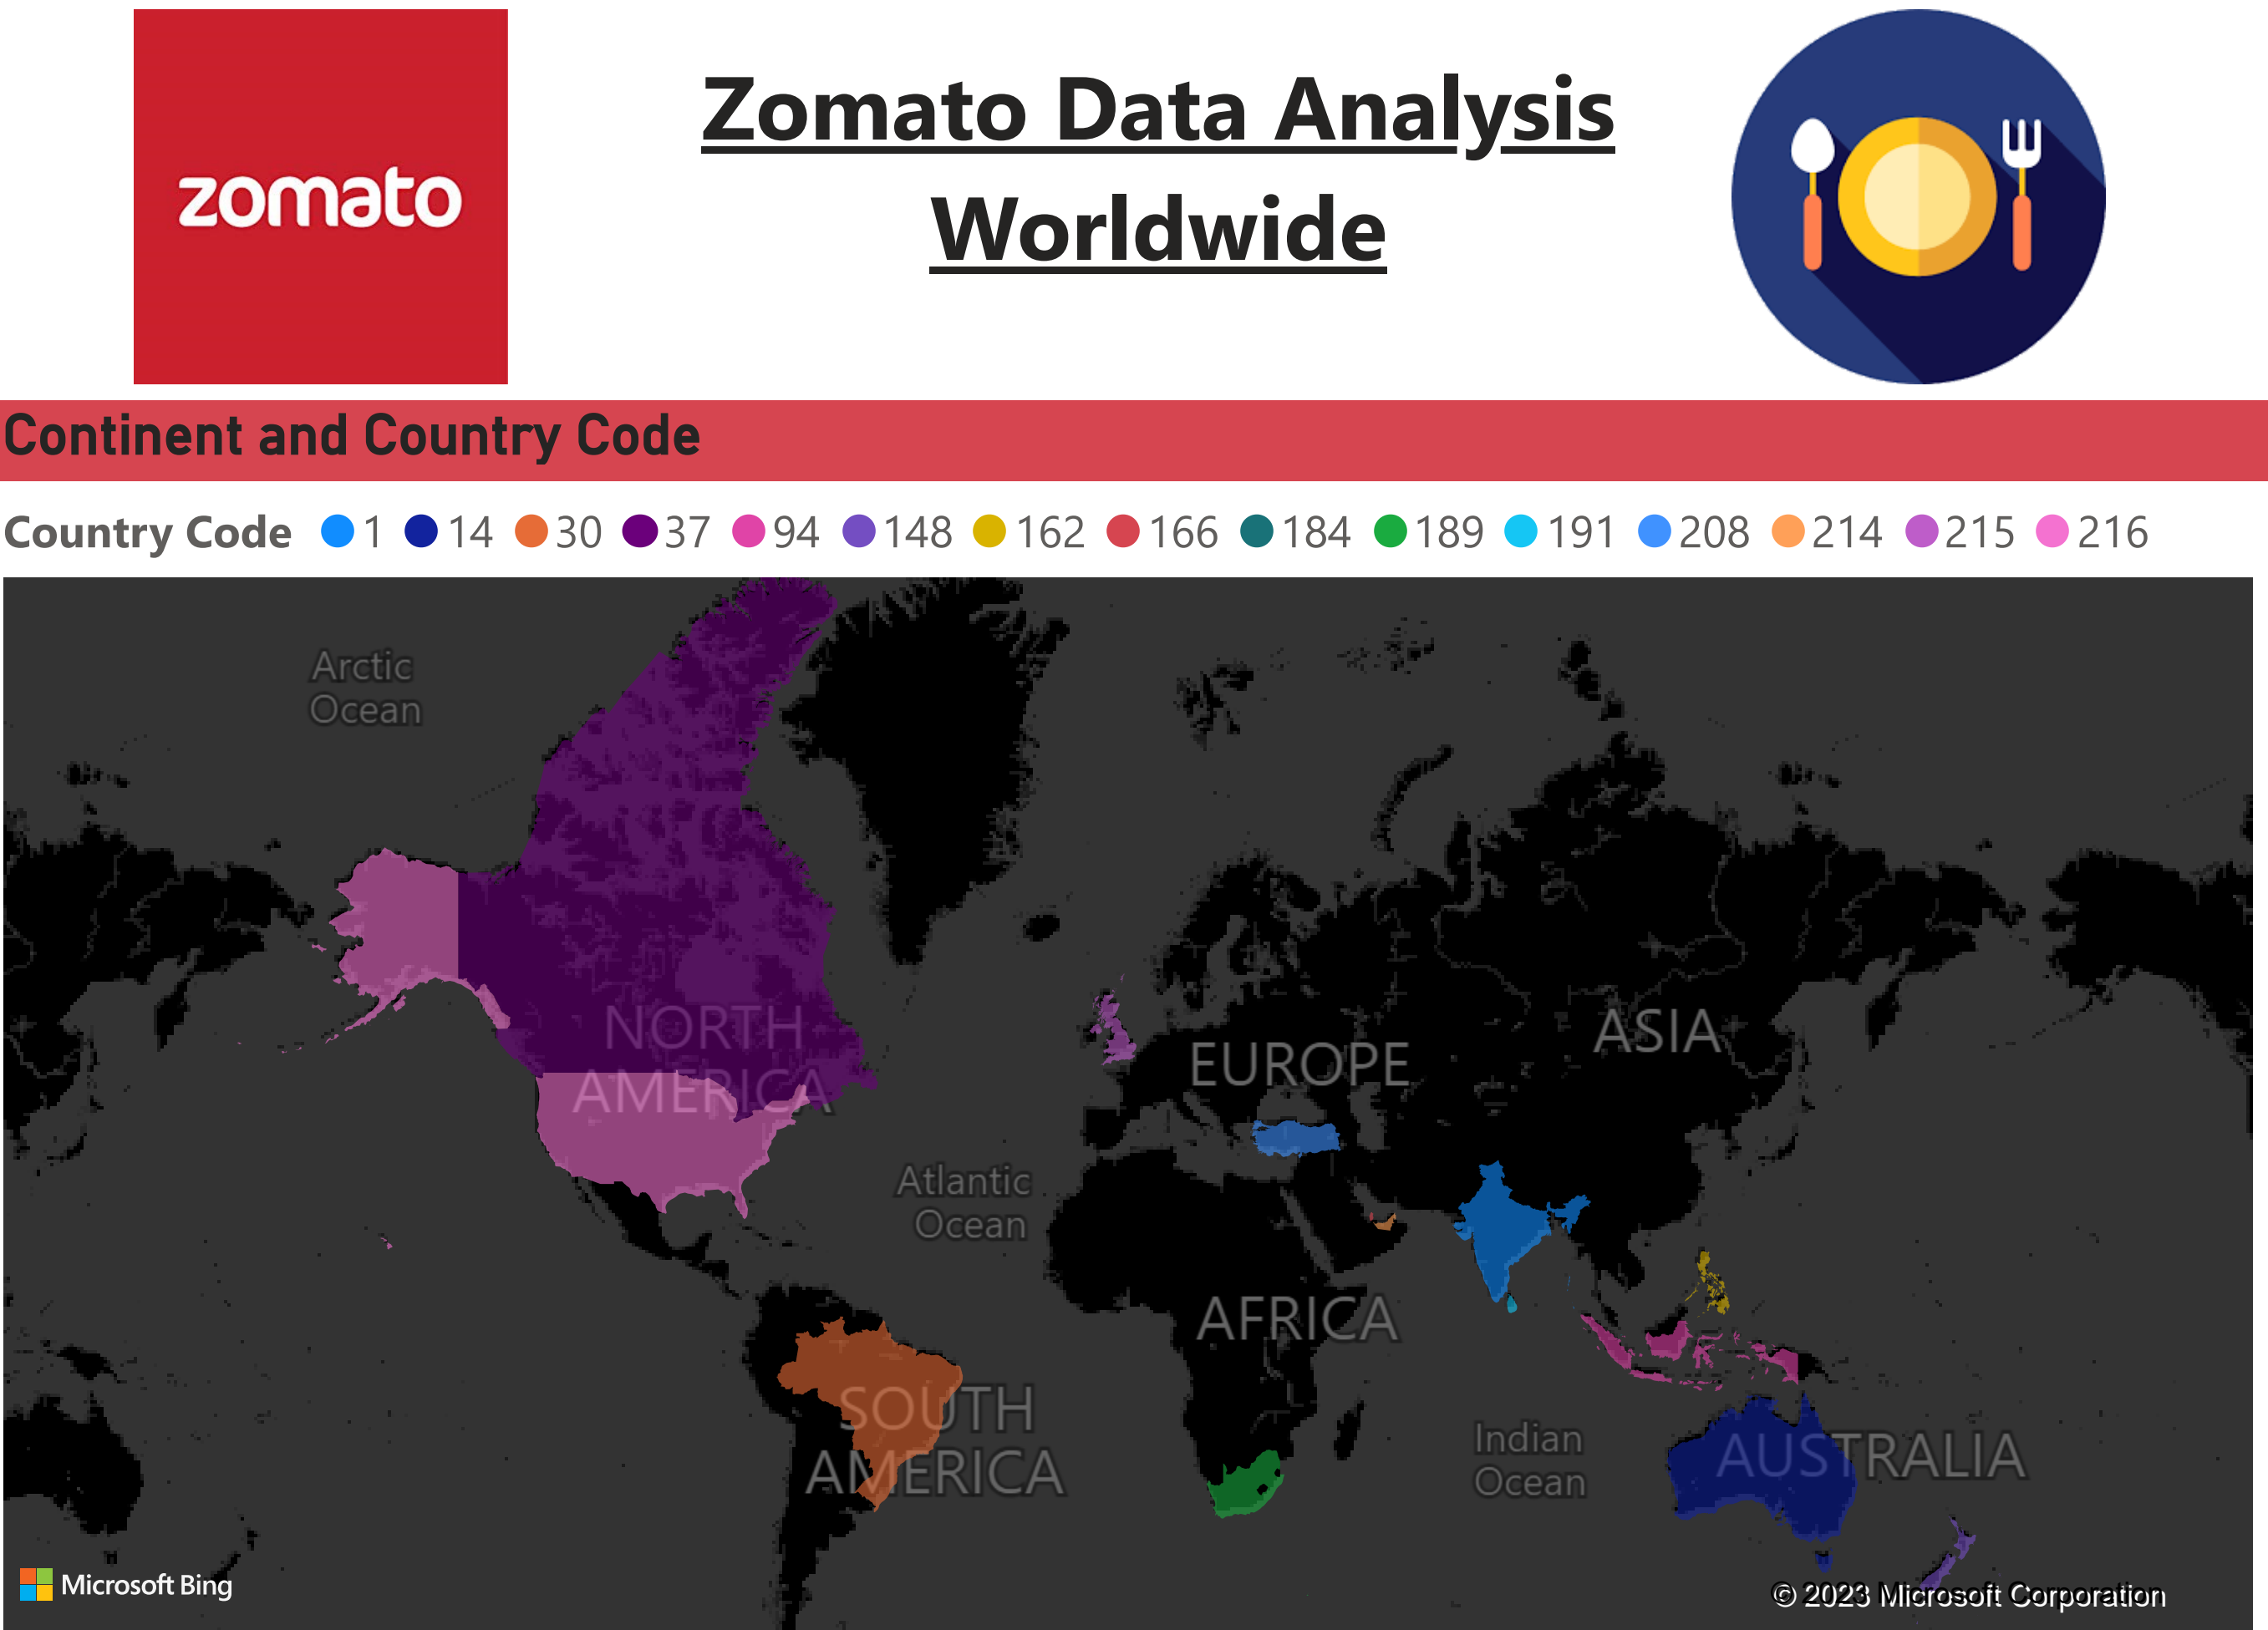 zomato
Zomato Data Analysis
Worldwide
Continent and Country Code
Country Code 1 14 30 37 94 148 162 166 184 189 191 208 214 215 216
Arctic
Ocean
NORTH
AMERICA
EUROPE
ASIA
Atlantic
Ocean
AFRICA
SOUTH
AMERICA
Indian
Ocean
AUSTRALIA
Microsoft Bing
© 2023 Microsoft Corporation